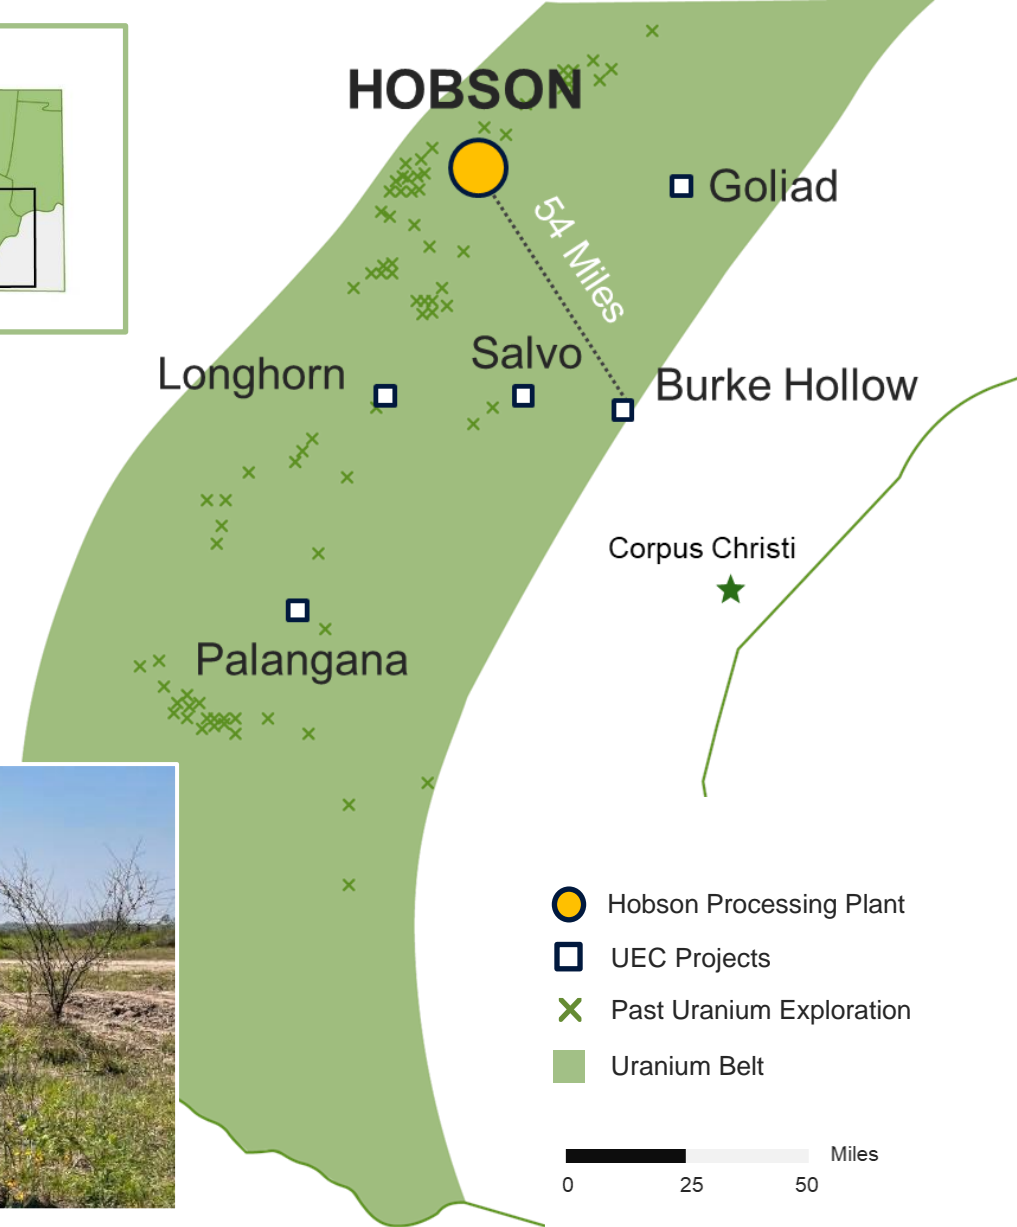 HOBSON
Goliad
54 Miles
Salvo
Longhorn
Burke Hollow
Corpus Christi
Palangana
Hobson Processing Plant
UEC Projects
Past Uranium Exploration
Uranium Belt
Miles
0 25 50